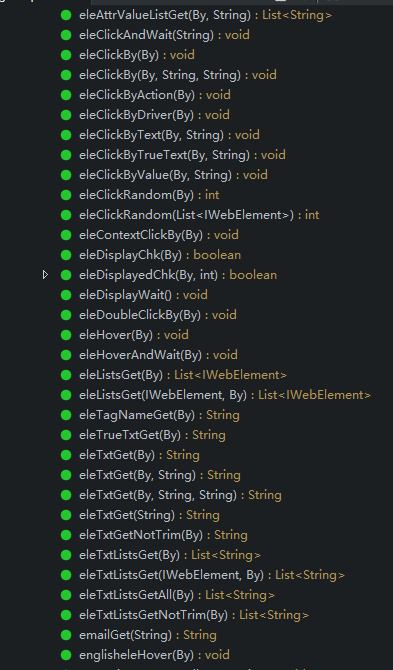 eleAttrValueListGet(By, String) : List<String>
eleClickAndWait(String) : void
eleClickBy(By) : void
eleClickBy(By, String, String) : void
eleClickByAction(By) : void
eleClickByDriver(By) : void
eleClickByText(By, String) : void
eleClickByTrueText(By, String) : void
eleClickByValue(By, String) : void
eleClickRandom(By) : int
eleClickRandom(List<IWebElement>) : int
eleContextClickBy(By) : void
eleDisplayChk(By) : boolean
eleDisplayedChk(By, int) : boolean
eleDisplayWait() : void
eleDoubleClickBy(By) : void
eleHover(By) : void
eleHoverAndWait(By) : void
eleListsGet(By) : List<IWebElement>
eleListsGet(IWebElement, By) : List<IWebElement>
eleTagNameGet(By) : String
eleTrueTxtGet(By) : String
eleTxtGet(By) : String
eleTxtGet(By, String) : String
eleTxtGet(By, String, String) : String
eleTxtGet(String) : String
eleTxtGetNotTrim(By) : String
eleTxtListsGet(By) : List<String>
eleTxtListsGet(IWebElement, By) : List<String>
eleTxtListsGetAll(By) : List<String>
eleTxtListsGetNotTrim(By) : List<String>
emailGet(String) : String
englisheleHover(By) : void